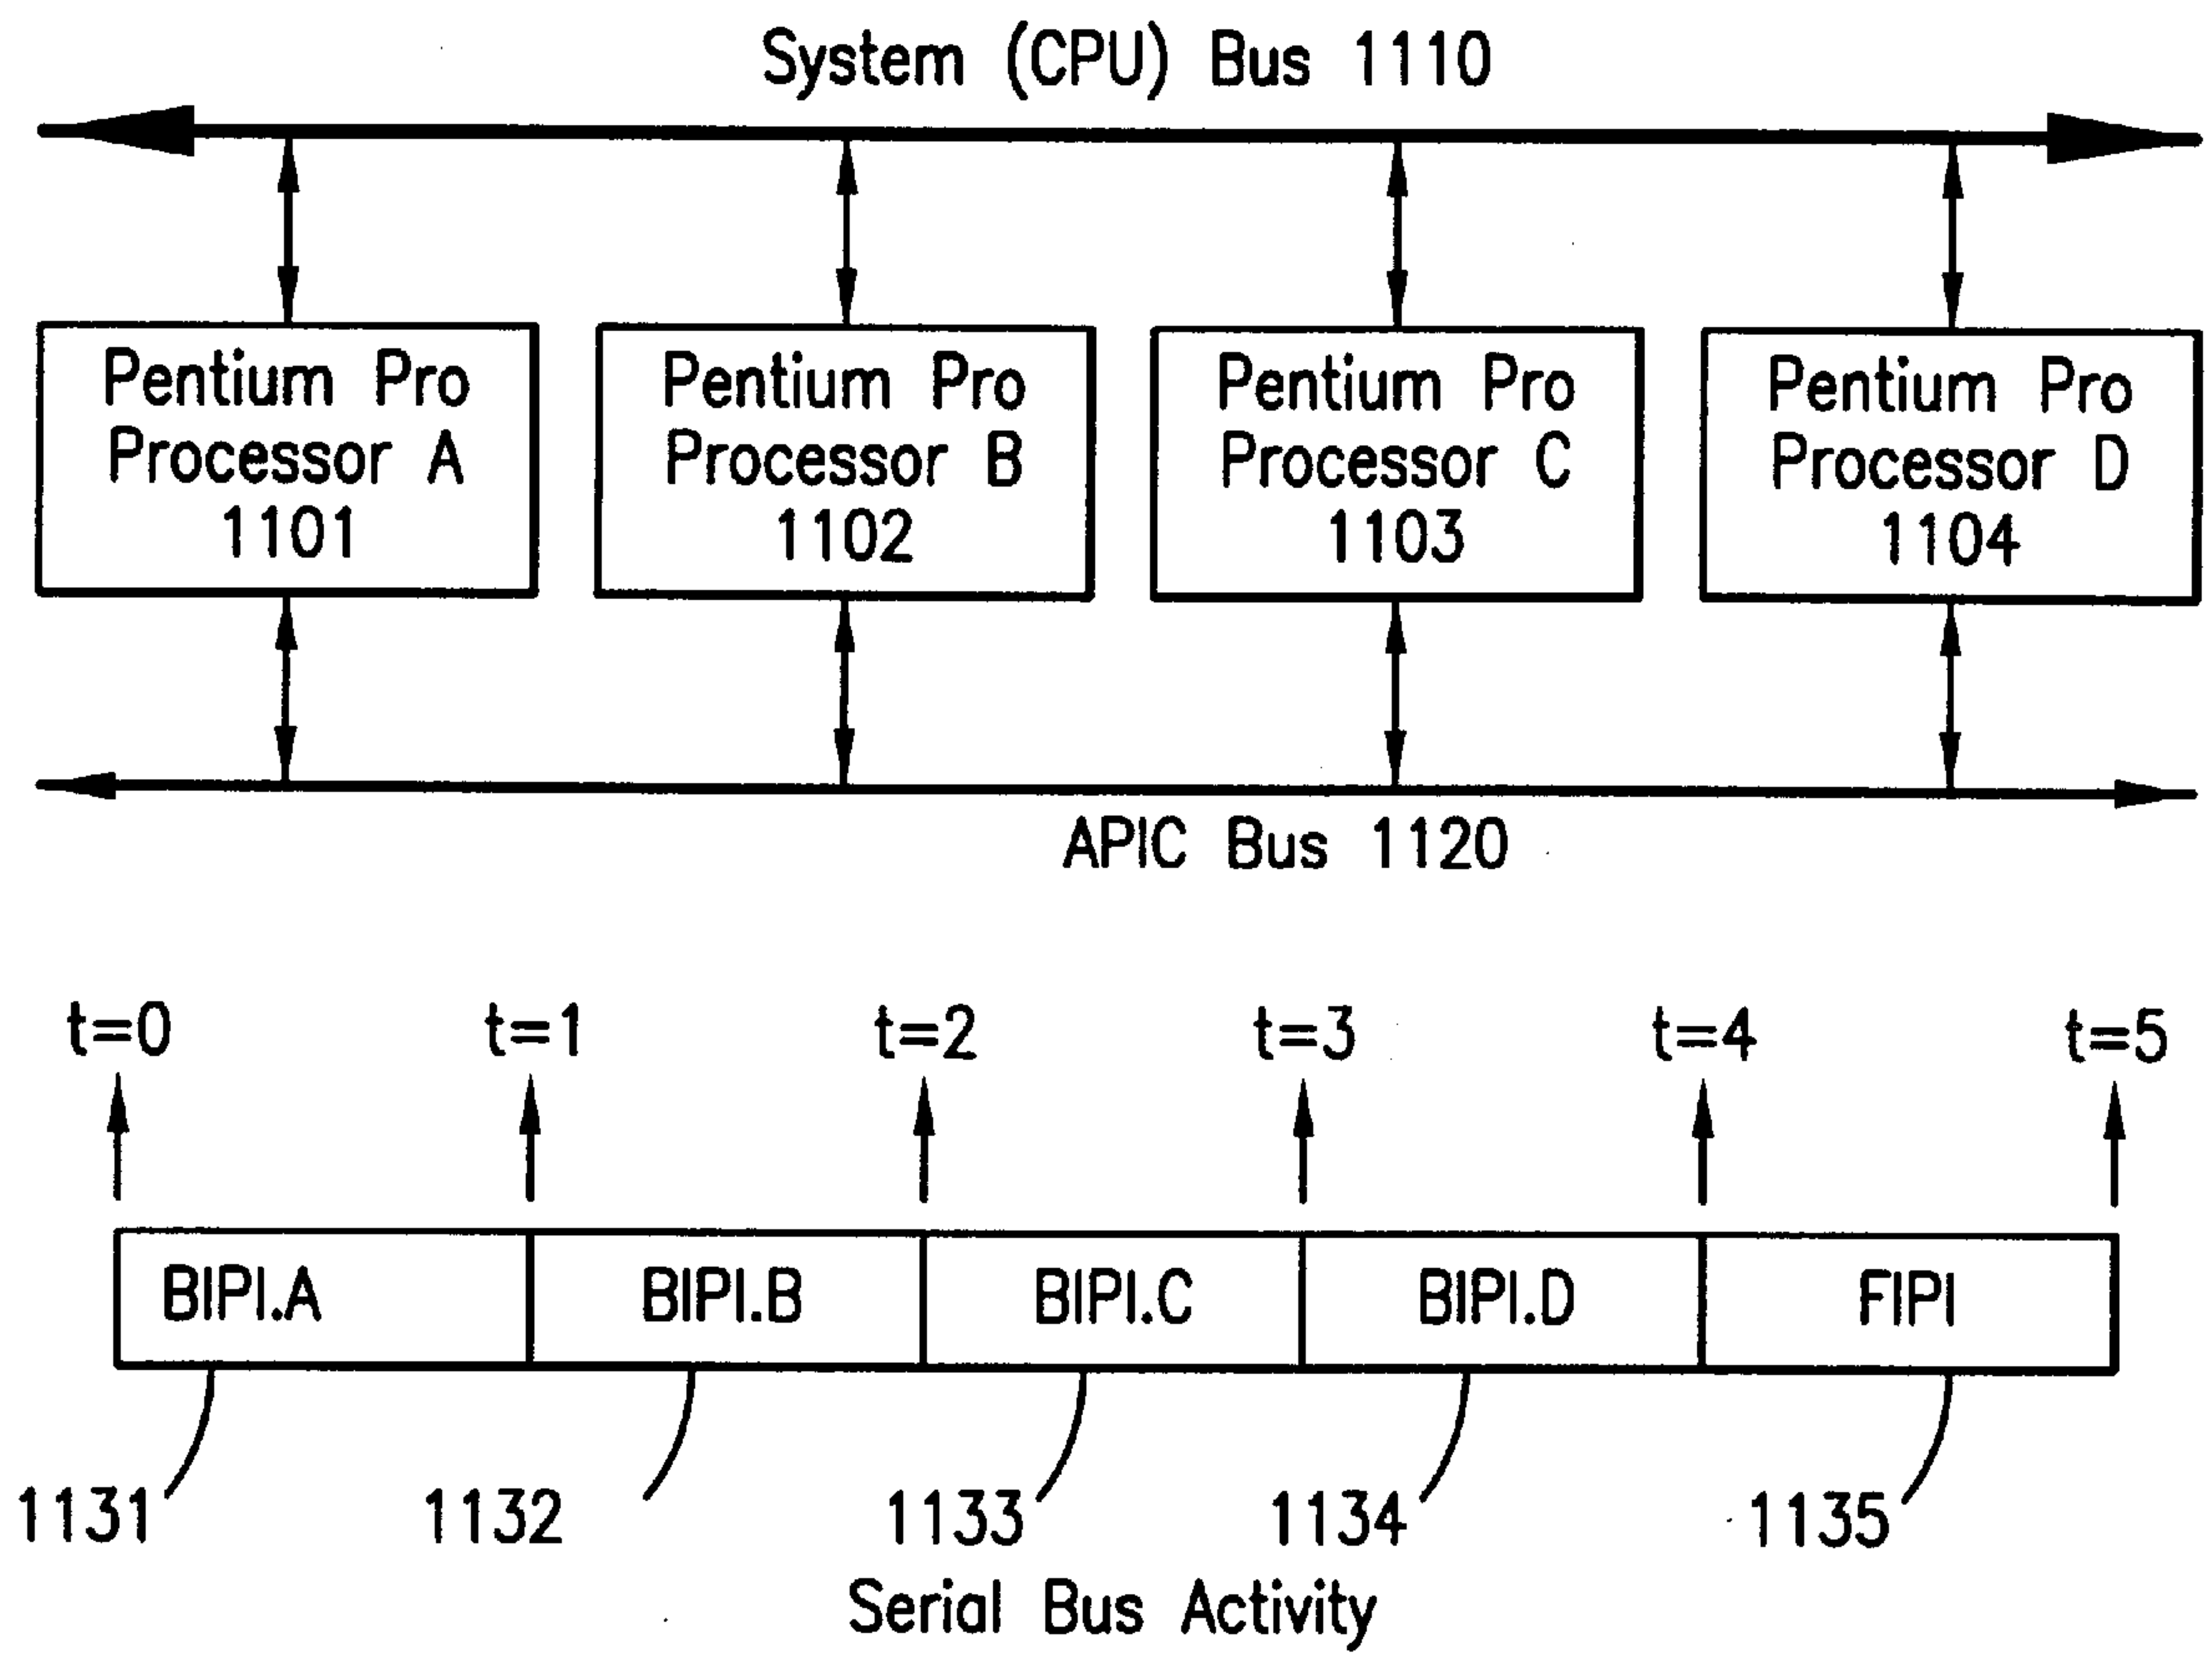 System (CPU) Bus 1110
Pentium Pro
Processor A
1101
Pentium Pro
Processor B
1102
Pentium Pro
Processor C
1103
Pentium Pro
Processor D
1104
APIC Bus 1120
t=0
t=1
t=2
t=3
t=4
t=5
BIPI.A
BIPI.B
BIPI.C
BIPI.D
FIPI
1131
1132
1133
1134
1135
Serial Bus Activity